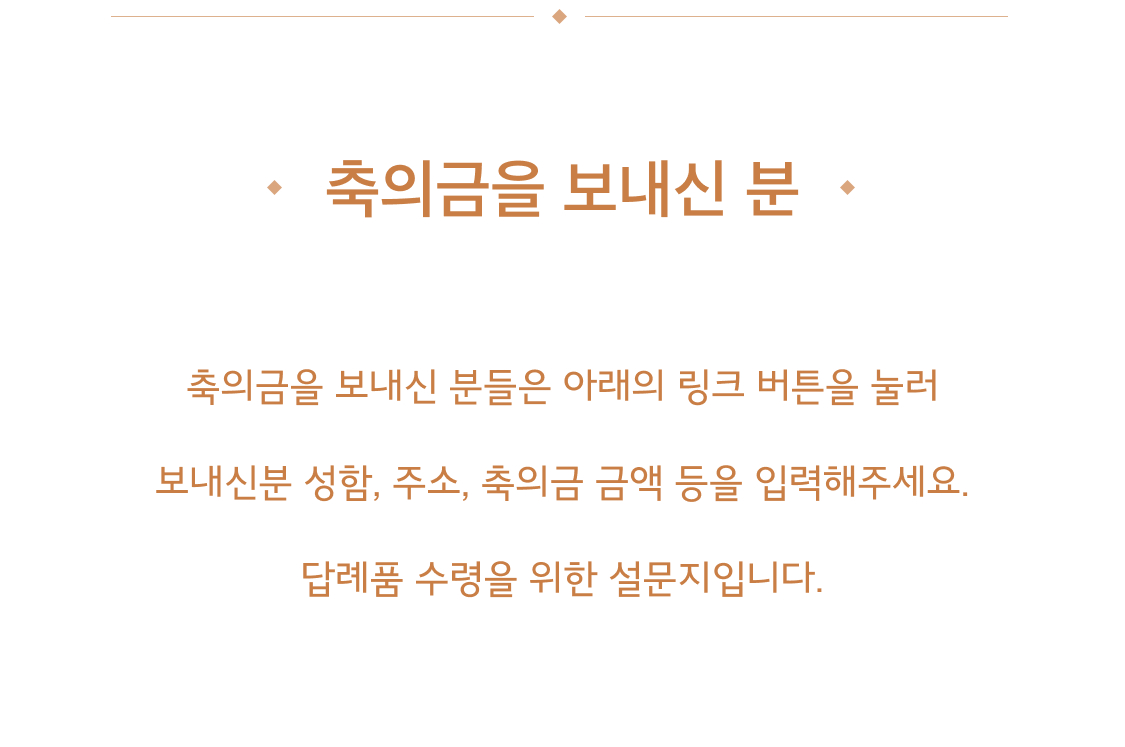 축의금을 보내신 분
축의금을 보내신 분들은 아래의 링크 버튼을 눌러
보내신분 성함, 주소, 축의금 금액 등을 입력해주세요.
답례품 수령을 위한 설문지입니다.